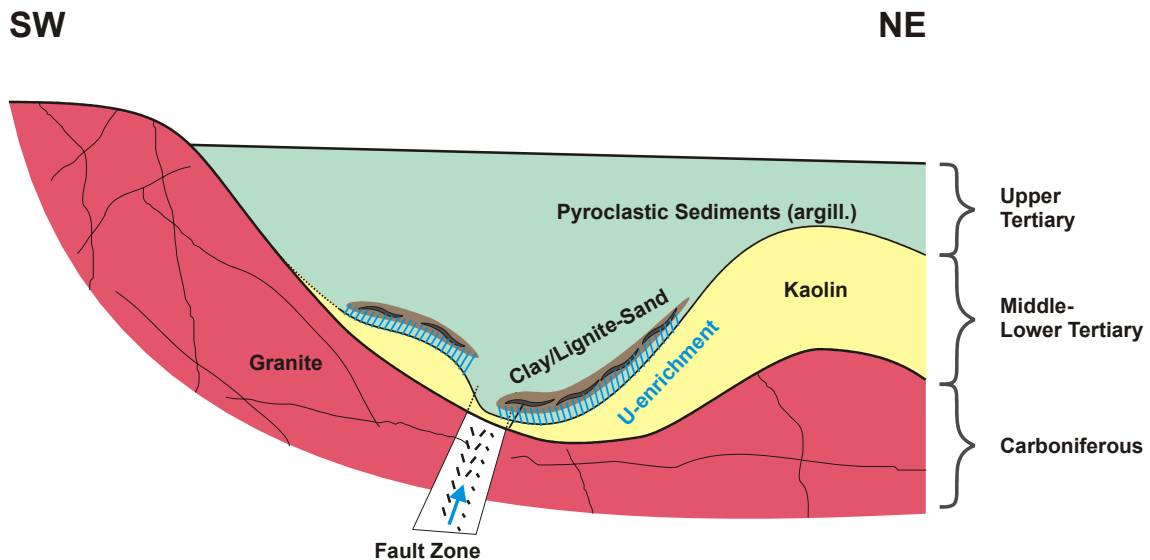 SW
NE
Pyroclastic Sediments (argill.)
Upper
Tertiary
Kaolin
Middle-
Lower Tertiary
Clay/Lignite-Sand
U-enrichment
Granite
Carboniferous
Fault Zone